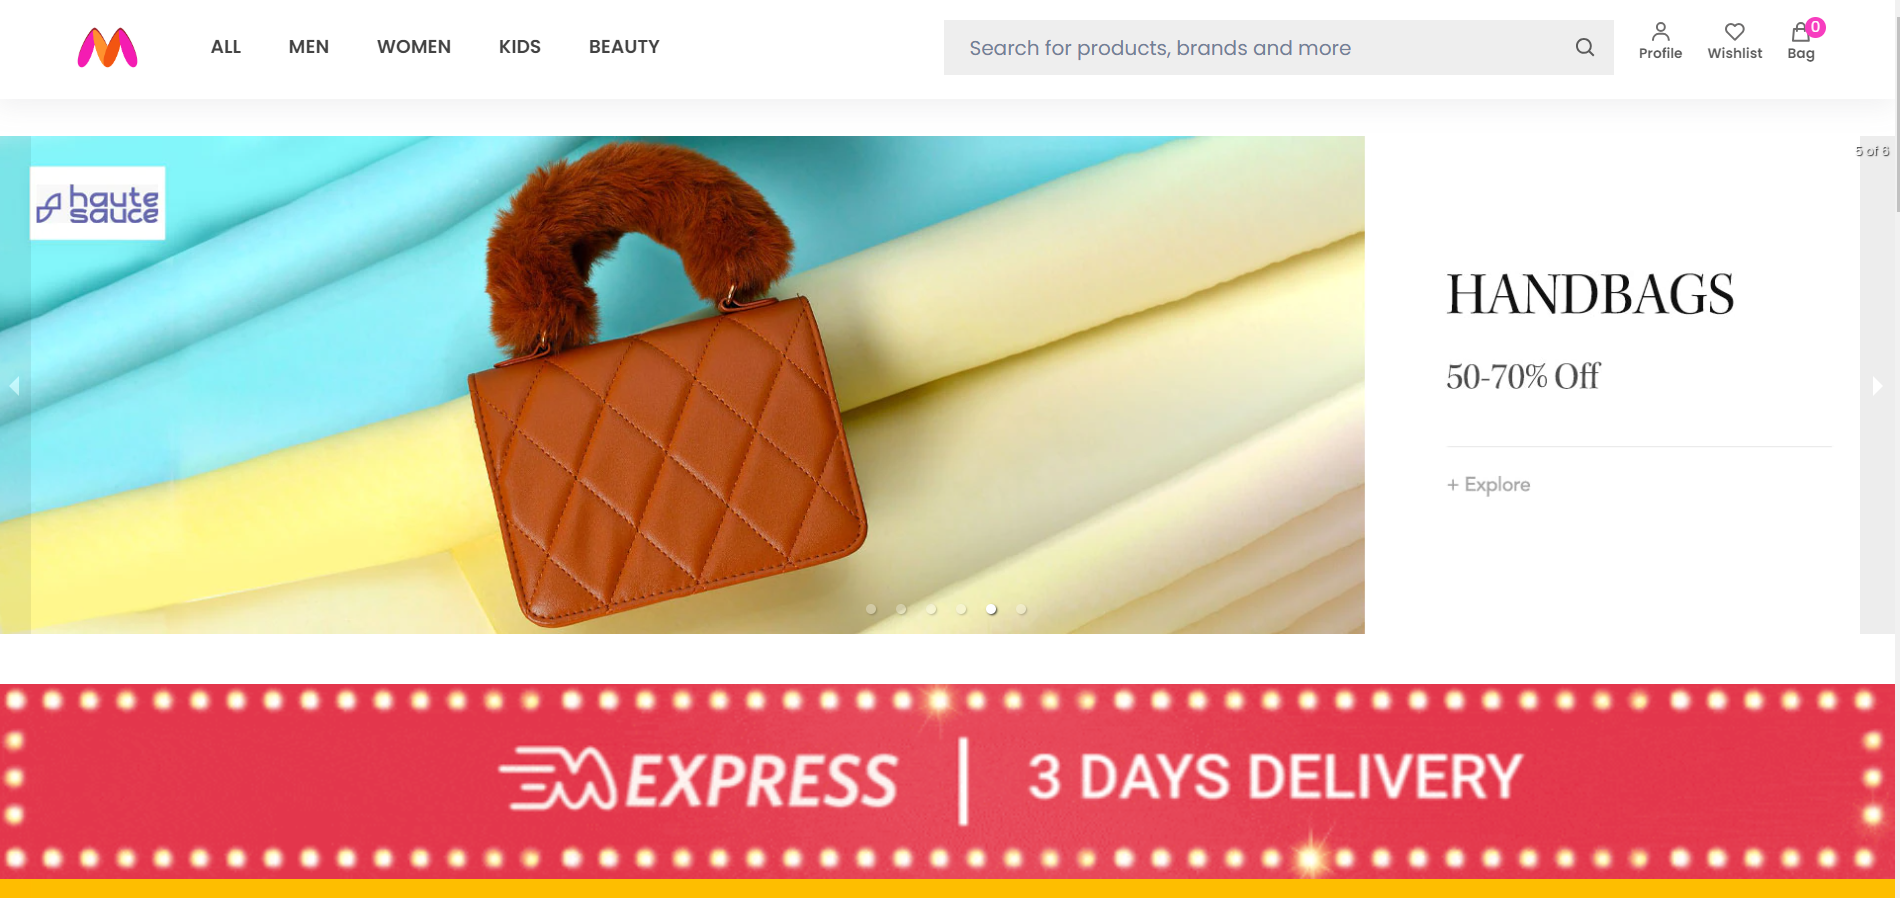 ALL
MEN
WOMEN
KIDS
BEAUTY
Search for products, brands and more
Profile
Wishlist
0
Bag
haute
sauce
5 of 6
HANDBAGS
50-70% Off
+ Explore
EXPRESS | 3 DAYS DELIVERY